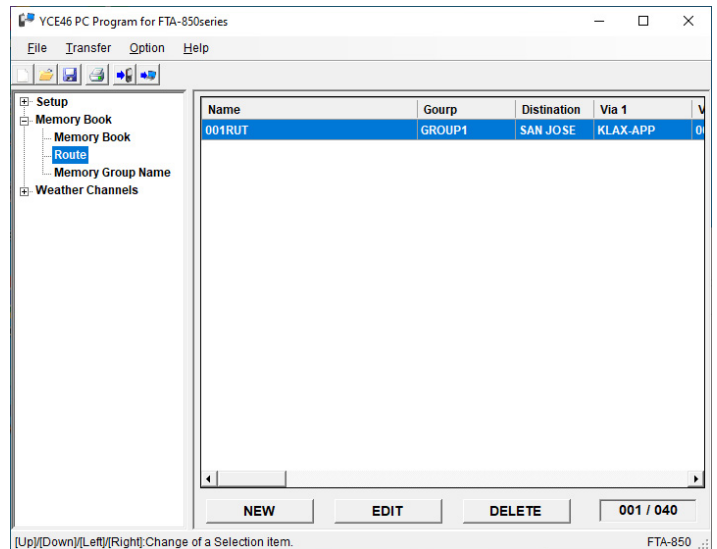 YCE46 PC Program for FTA-850series
File Transfer Option Help
Setup
Memory Book
Memory Book
Route
Memory Group Name
Weather Channels
Name Gourp Distination Via 1 V
001RUT GROUP1 SAN JOSE KLAX-APP
NEW EDIT DELETE 001 / 040
[Up]/[Down]/[Left]/[Right]:Change of a Selection item. FTA-850